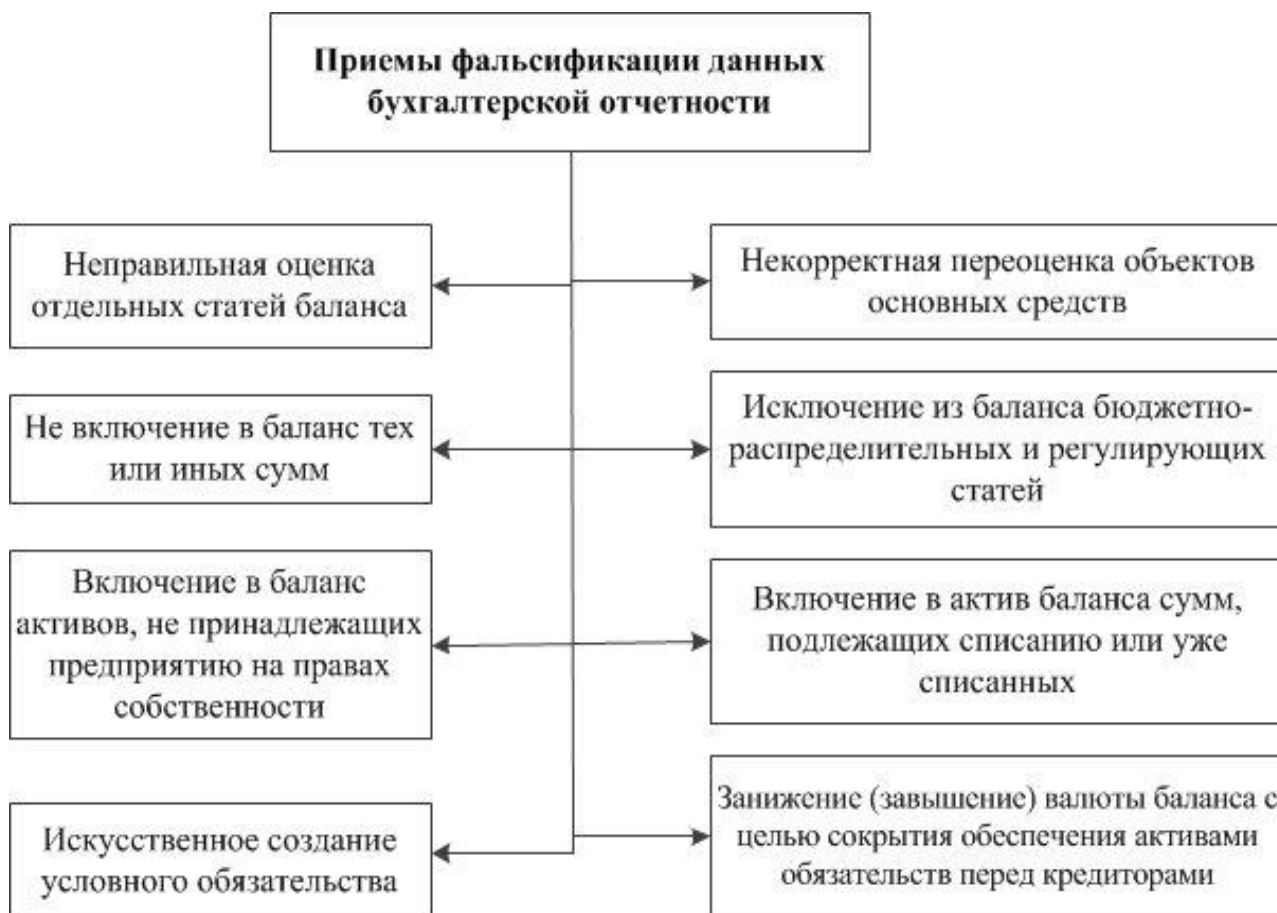 Приемы фальсификации данных
бухгалтерской отчетности
Неправильная оценка
отдельных статей баланса
Некорректная переоценка объектов
основных средств
Не включение в баланс тех
или иных сумм
Исключение из баланса бюджетно-
распределительных и регулирующих
статей
Включение в баланс
активов, не принадлежащих
предприятию на правах
собственности
Включение в актив баланса сумм,
подлежащих списанию или уже
списанных
Искусственное создание
условного обязательства
Занижение (завышение) валюты баланса с
целью сокрытия обеспечения активами
обязательств перед кредиторами